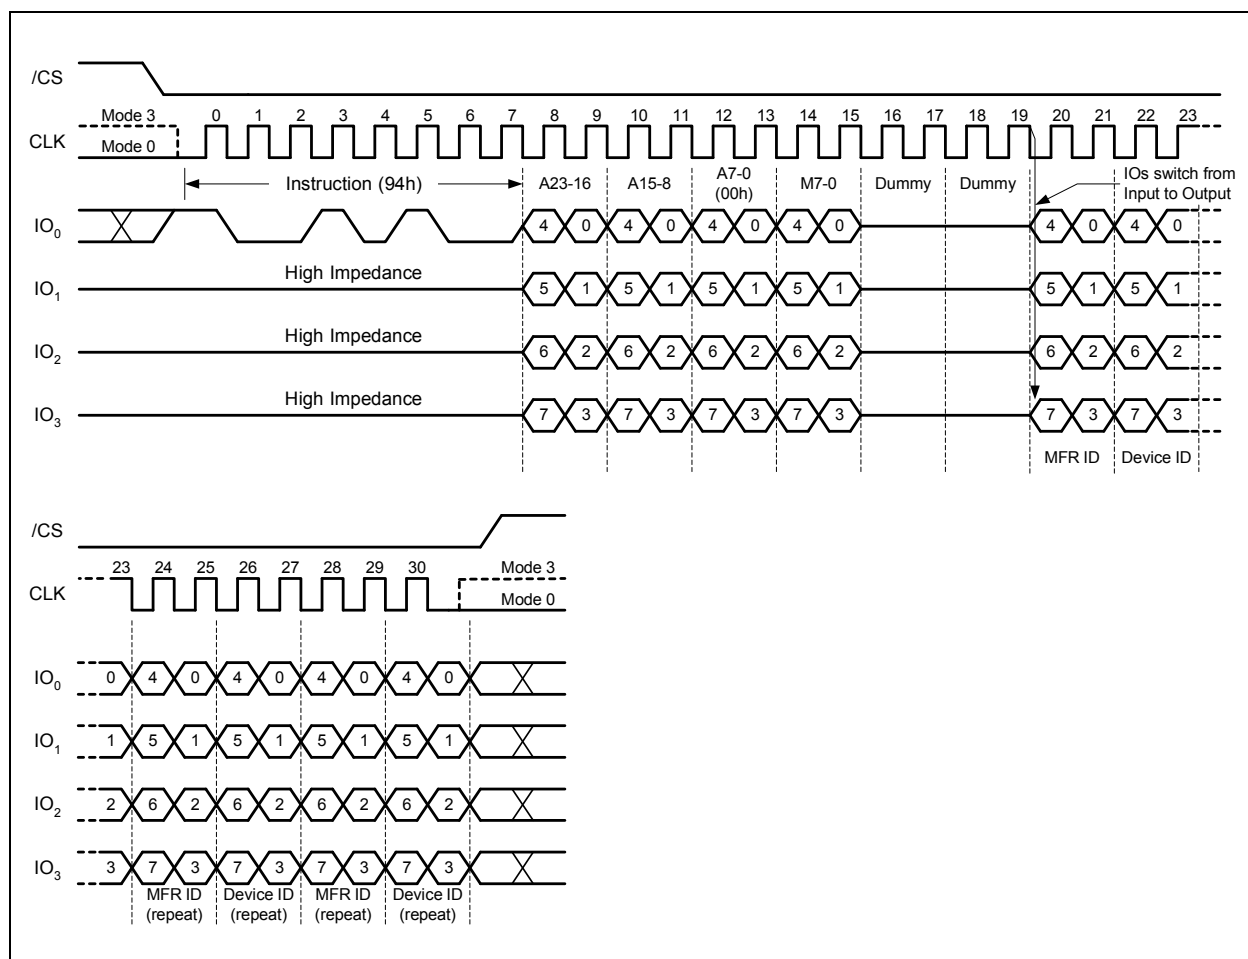 /CS
Mode 3 0 1 2 3 4 5 6 7 8 9 10 11 12 13 14 15 16 17 18 19 20 21 22 23
CLK Mode 0
Instruction (94h) A23-16 A15-8 A7-0 (00h) M7-0 Dummy Dummy IOs switch from Input to Output
IO0 4 0 4 0 4 0 4 0 4 0 4 0
High Impedance
IO1 5 1 5 1 5 1 5 1 5 1 5 1
High Impedance
IO2 6 2 6 2 6 2 6 2 6 2 6 2
High Impedance
IO3 7 3 7 3 7 3 7 3 7 3 7 3
MFR ID Device ID
/CS
23 24 25 26 27 28 29 30 Mode 3
CLK Mode 0
IO0 0 4 0 4 0 4 0 4 0
IO1 1 5 1 5 1 5 1 5 1
IO2 2 6 2 6 2 6 2 6 2
IO3 3 7 3 7 3 7 3 7 3
MFR ID Device ID MFR ID Device ID
(repeat) (repeat) (repeat) (repeat)